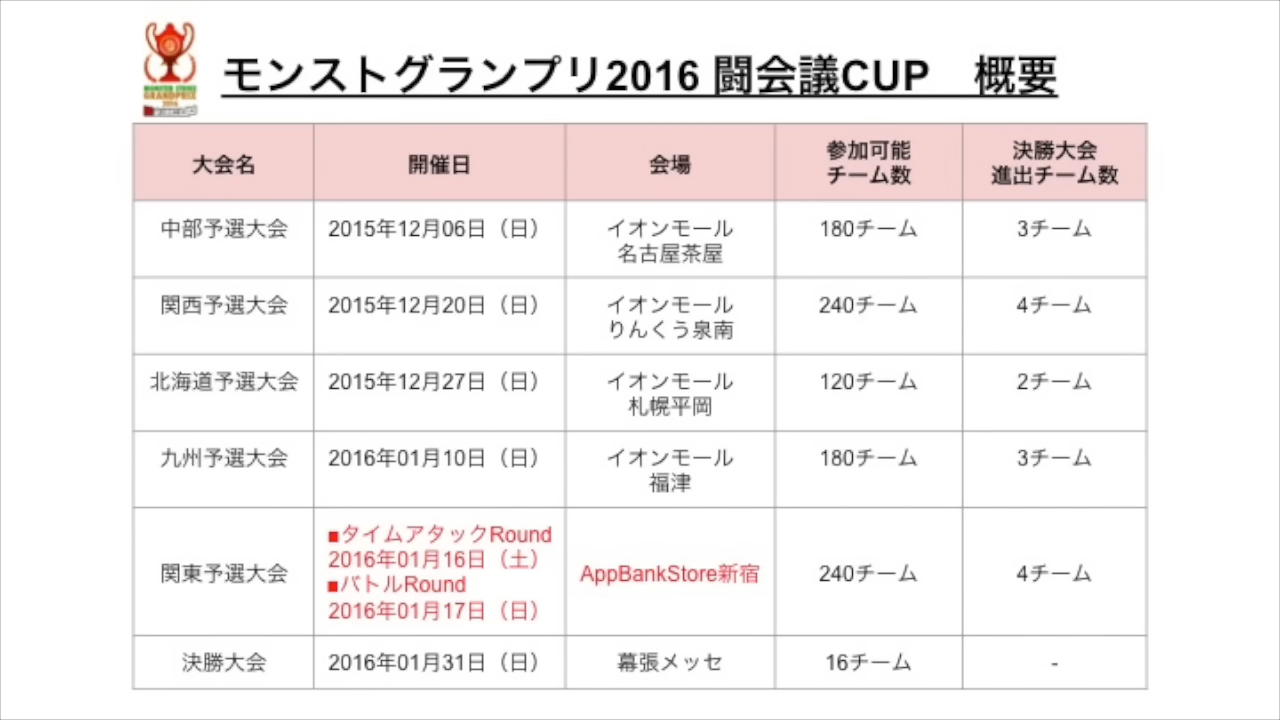 MONSTER STRIKE
GRANDPRIX
2016
モンストグランプリ2016 闘会議CUP　概要
大会名 開催日 会場 参加可能チーム数 決勝大会進出チーム数
中部予選大会 2015年12月06日（日） イオンモール名古屋茶屋 180チーム 3チーム
関西予選大会 2015年12月20日（日） イオンモールりんくう泉南 240チーム 4チーム
北海道予選大会 2015年12月27日（日） イオンモール札幌平岡 120チーム 2チーム
九州予選大会 2016年01月10日（日） イオンモール福津 180チーム 3チーム
関東予選大会 ■タイムアタックRound 2016年01月16日（土） ■バトルRound 2016年01月17日（日） AppBankStore新宿 240チーム 4チーム
決勝大会 2016年01月31日（日） 幕張メッセ 16チーム -